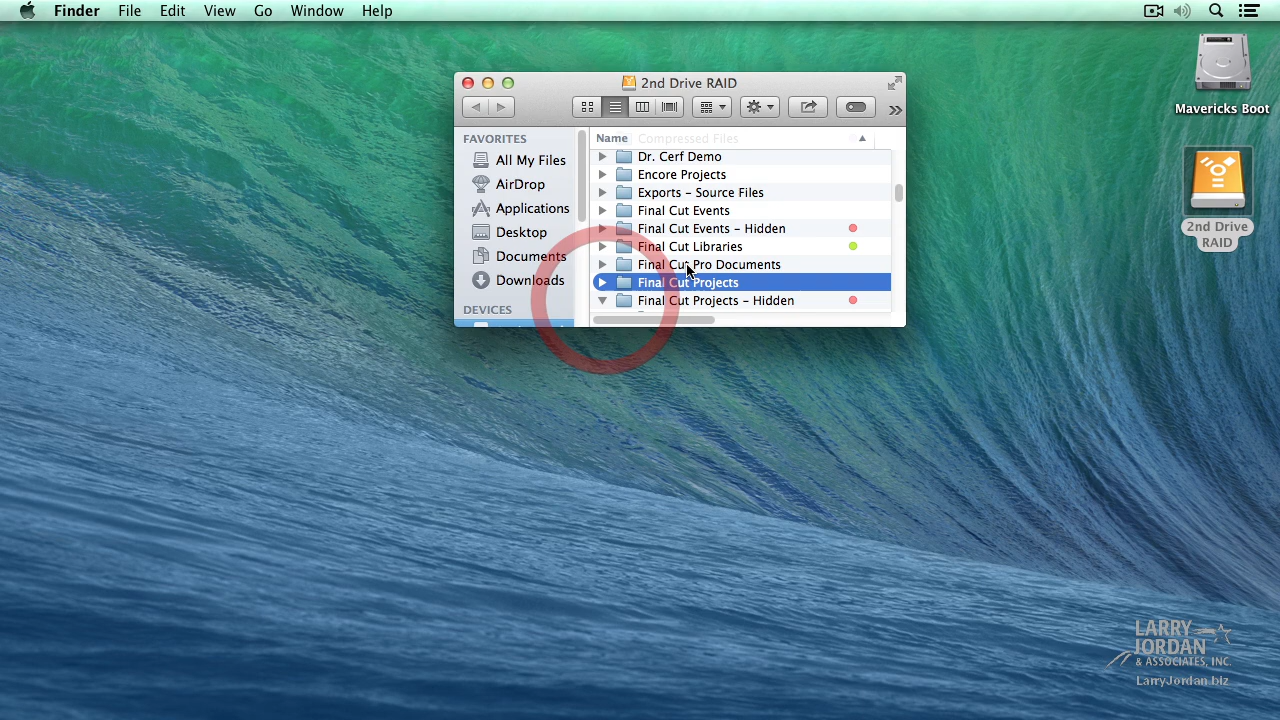 Finder File Edit View Go Window Help
2nd Drive RAID
Mavericks Boot
2nd Drive
RAID
FAVORITES
All My Files
AirDrop
Applications
Desktop
Documents
Downloads
DEVICES
Name Compressed Files
Dr. Cerf Demo
Encore Projects
Exports – Source Files
Final Cut Events
Final Cut Events – Hidden
Final Cut Libraries
Final Cut Pro Documents
Final Cut Projects
Final Cut Projects – Hidden
LARRY
JORDAN
& ASSOCIATES, INC.
LarryJordan.biz